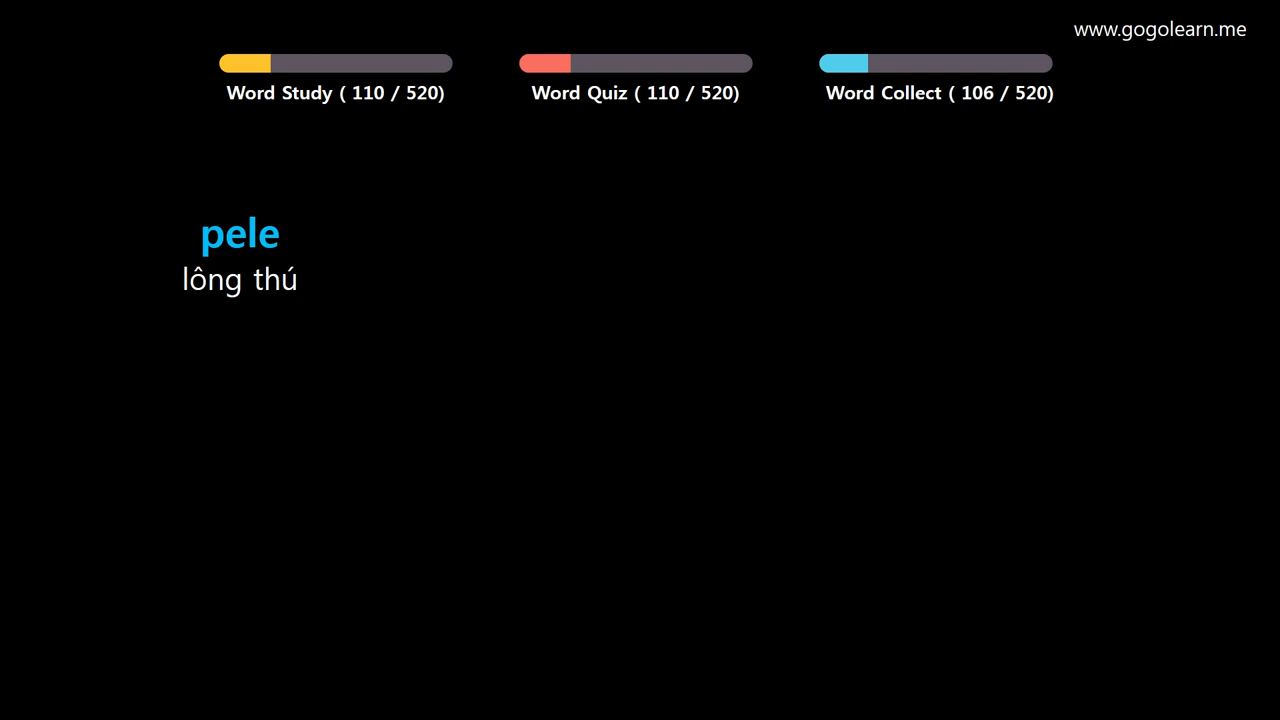 www.gogolearn.me
Word Study ( 110 / 520)
Word Quiz ( 110 / 520)
Word Collect ( 106 / 520)
pele
lông thú